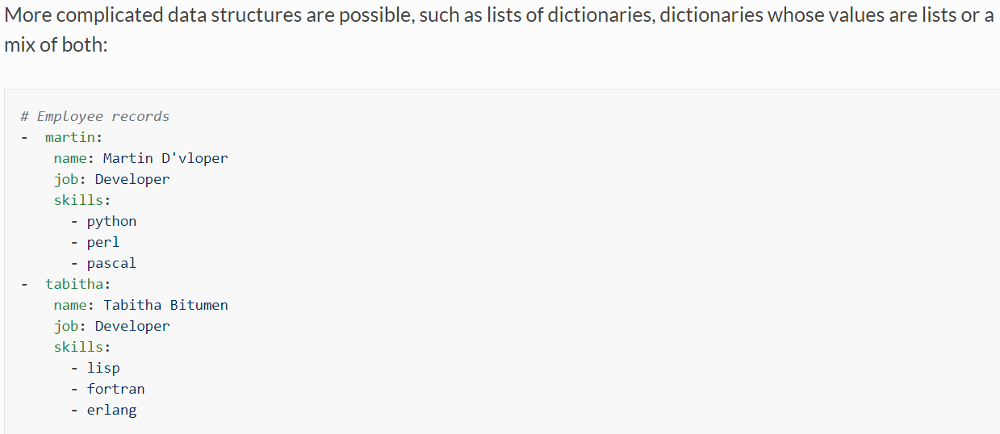 More complicated data structures are possible, such as lists of dictionaries, dictionaries whose values are lists or a
mix of both:
# Employee records
-  martin:
    name: Martin D'vloper
    job: Developer
    skills:
      - python
      - perl
      - pascal
-  tabitha:
    name: Tabitha Bitumen
    job: Developer
    skills:
      - lisp
      - fortran
      - erlang